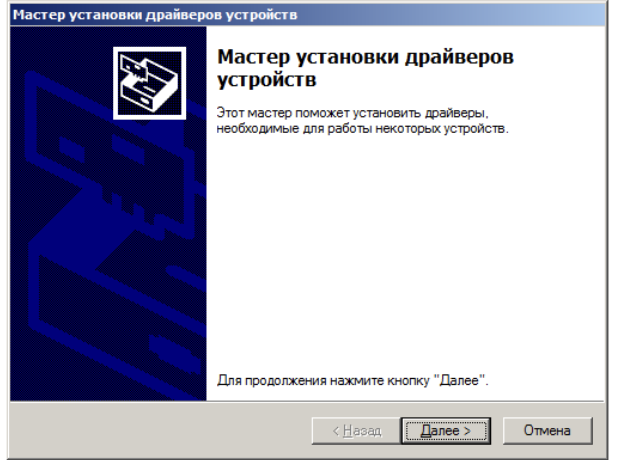 Мастер установки драйверов устройств
Мастер установки драйверов
устройств
Этот мастер поможет установить драйверы,
необходимые для работы некоторых устройств.
Для продолжения нажмите кнопку "Далее".
< Назад
Далее >
Отмена